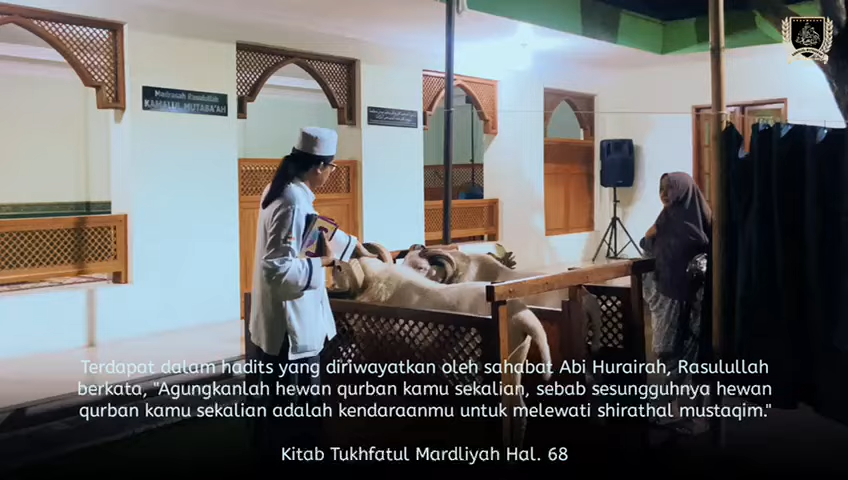 Madrasah Ramdlillah
KAMALUL MUTABA'AH
Terdapat dalam hadits yang diriwayatkan oleh sahabat Abi Hurairah, Rasulullah
berkata, "Agungkanlah hewan qurban kamu sekalian, sebab sesungguhnya hewan
qurban kamu sekalian adalah kendaraanmu untuk melewati shirathal mustaqim."
Kitab Tukhfatul Mardliyah Hal. 68